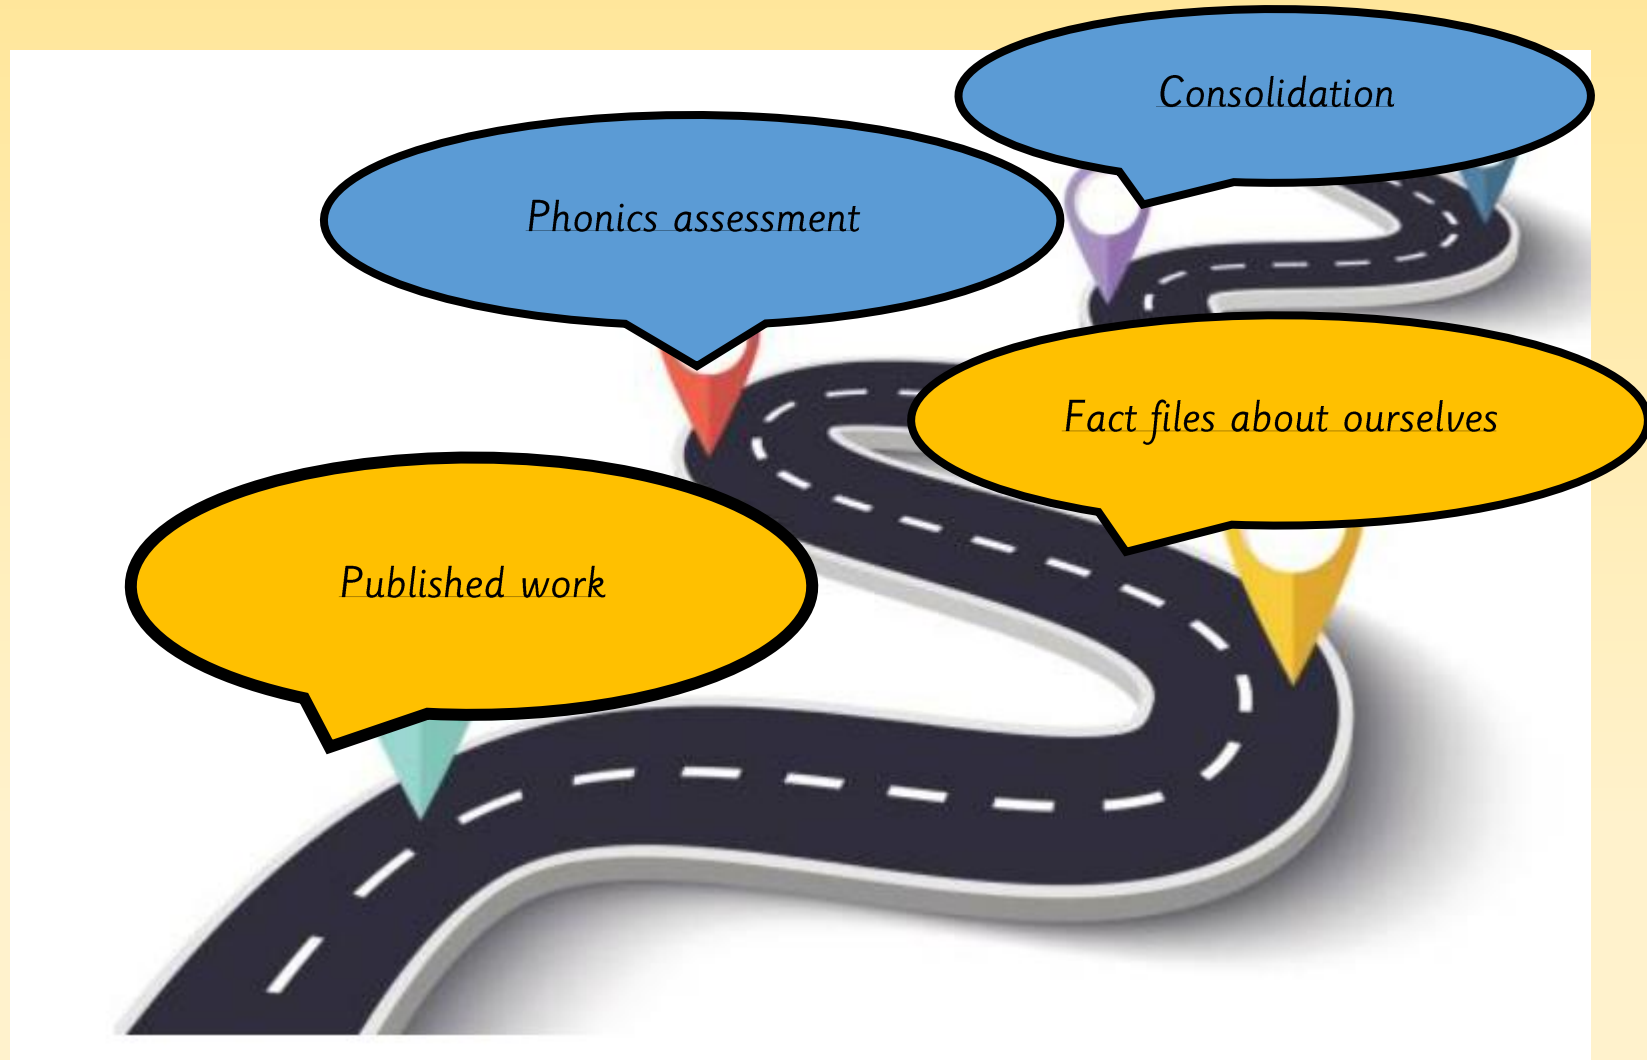 Consolidation
Phonics assessment
Fact files about ourselves
Published work